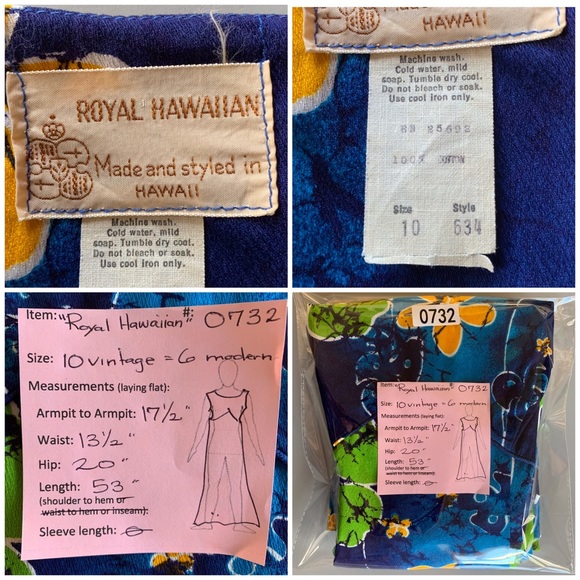 ROYAL HAWAIIAN
Made and styled in
HAWAII
Machine wash.
Cold water, mild
soap. Tumble dry cool.
Do not bleach or soak.
Use cool iron only.
HAWAII
Machine wash.
Cold water, mild
soap. Tumble dry cool.
Do not bleach or soak.
Use cool iron only.
RN 25602
100% COTTON
Size Style
10 634
Item: "Royal Hawaiian" #: 0732
Size: 10 vintage = 6 modern
Measurements (laying flat):
Armpit to Armpit: 17½"
Waist: 13½"
Hip: 20"
Length: 53"
(shoulder to hem or
waist to hem or inseam):
Sleeve length: ∅
0732
Item: "Royal Hawaiian" #: 0732
Size: 10 vintage = 6 modern
Measurements (laying flat):
Armpit to Armpit: 17½"
Waist: 13½"
Hip: 20"
Length: 53"
(shoulder to hem or
waist to hem or inseam):
Sleeve length: ∅